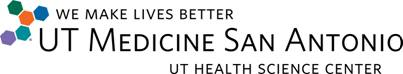 WE MAKE LIVES BETTER
UT MEDICINE SAN ANTONIO
UT HEALTH SCIENCE CENTER